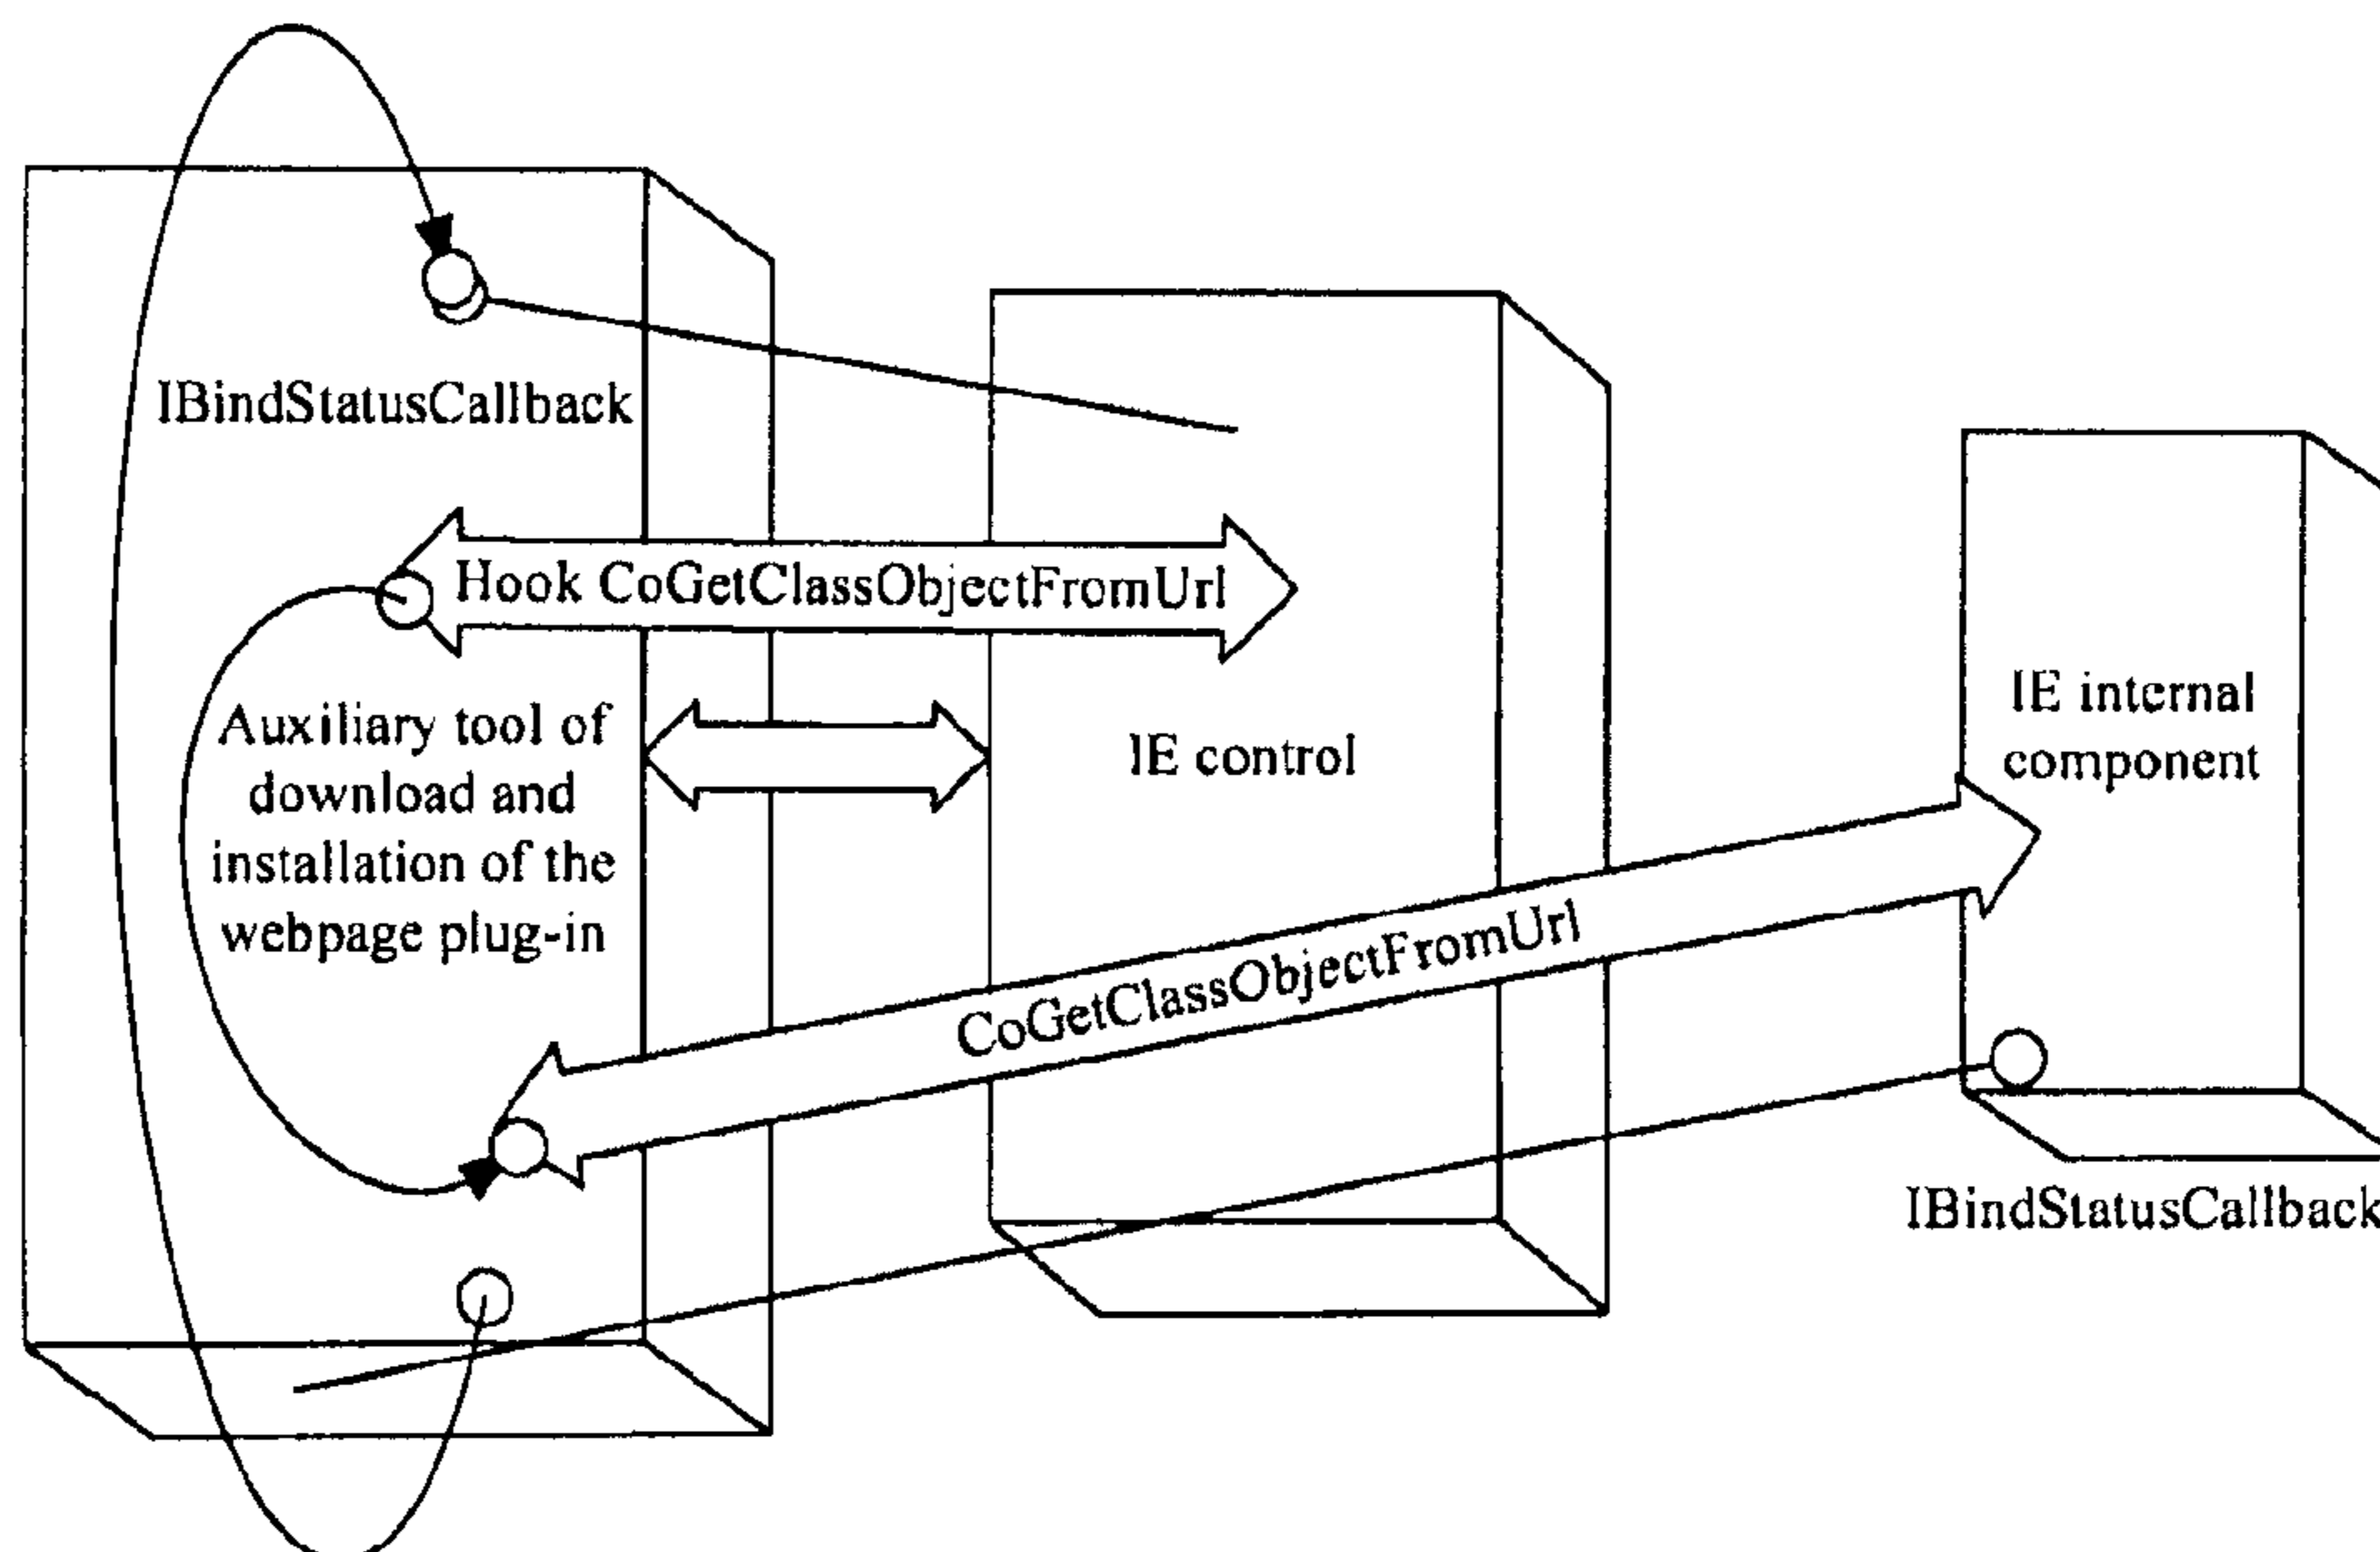 IBindStatusCallback
Hook CoGetClassObjectFromUrl
Auxiliary tool of
download and
installation of the
webpage plug-in
IE control
IE internal
component
CoGetClassObjectFromUrl
IBindStatusCallback